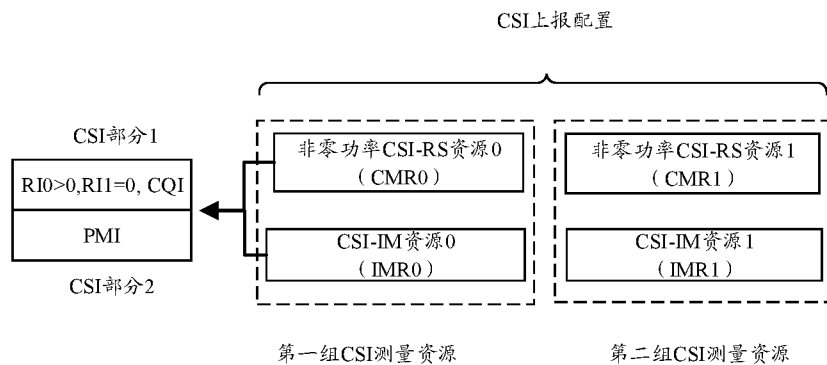 CSI上报配置
CSI部分1
RI0>0,RI1=0, CQI
PMI
CSI部分2
非零功率CSI-RS资源0
（CMR0）
CSI-IM资源0
（IMR0）
非零功率CSI-RS资源1
（CMR1）
CSI-IM资源1
（IMR1）
第一组CSI测量资源
第二组CSI测量资源